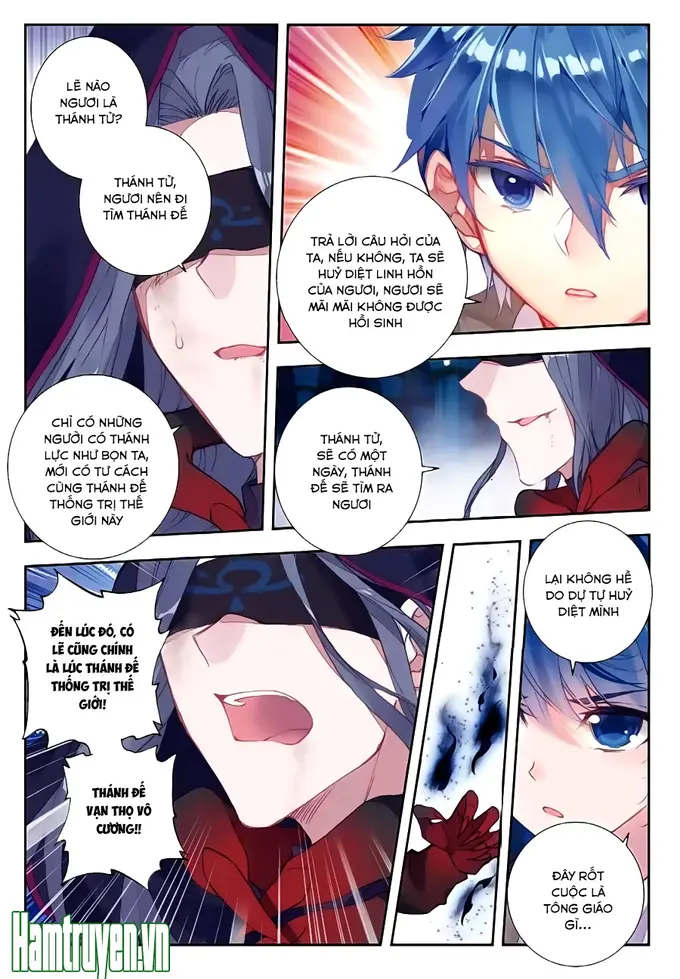 LẼ NÀO
NGƯƠI LÀ
THÁNH TỬ?
THÁNH TỬ,
NGƯƠI NÊN ĐI
TÌM THÁNH ĐẾ
TRẢ LỜI CÂU HỎI CỦA
TA, NẾU KHÔNG, TA SẼ
HUỶ DIỆT LINH HỒN
CỦA NGƯƠI, NGƯƠI SẼ
MÃI MÃI KHÔNG ĐƯỢC
HỒI SINH
CHỈ CÓ NHỮNG
NGƯỜI CÓ THÁNH
LỰC NHƯ BỌN TA,
MỚI CÓ TƯ CÁCH
CÙNG THÁNH ĐẾ
THỐNG TRỊ THẾ
GIỚI NÀY
THÁNH TỬ,
SẼ CÓ MỘT
NGÀY, THÁNH
ĐẾ SẼ TÌM RA
NGƯƠI
ĐẾN LÚC ĐÓ, CÓ
LẼ CŨNG CHÍNH
LÀ LÚC THÁNH ĐẾ
THỐNG TRỊ THẾ
GIỚI!
THÁNH ĐẾ
VẠN THỌ VÔ
CƯƠNG!!
LẠI KHÔNG HỀ
DO DỰ TỰ HUỶ
DIỆT MÌNH
ĐÂY RỐT
CUỘC LÀ
TÔNG GIÁO
GÌ...
Hamtruyen.vn